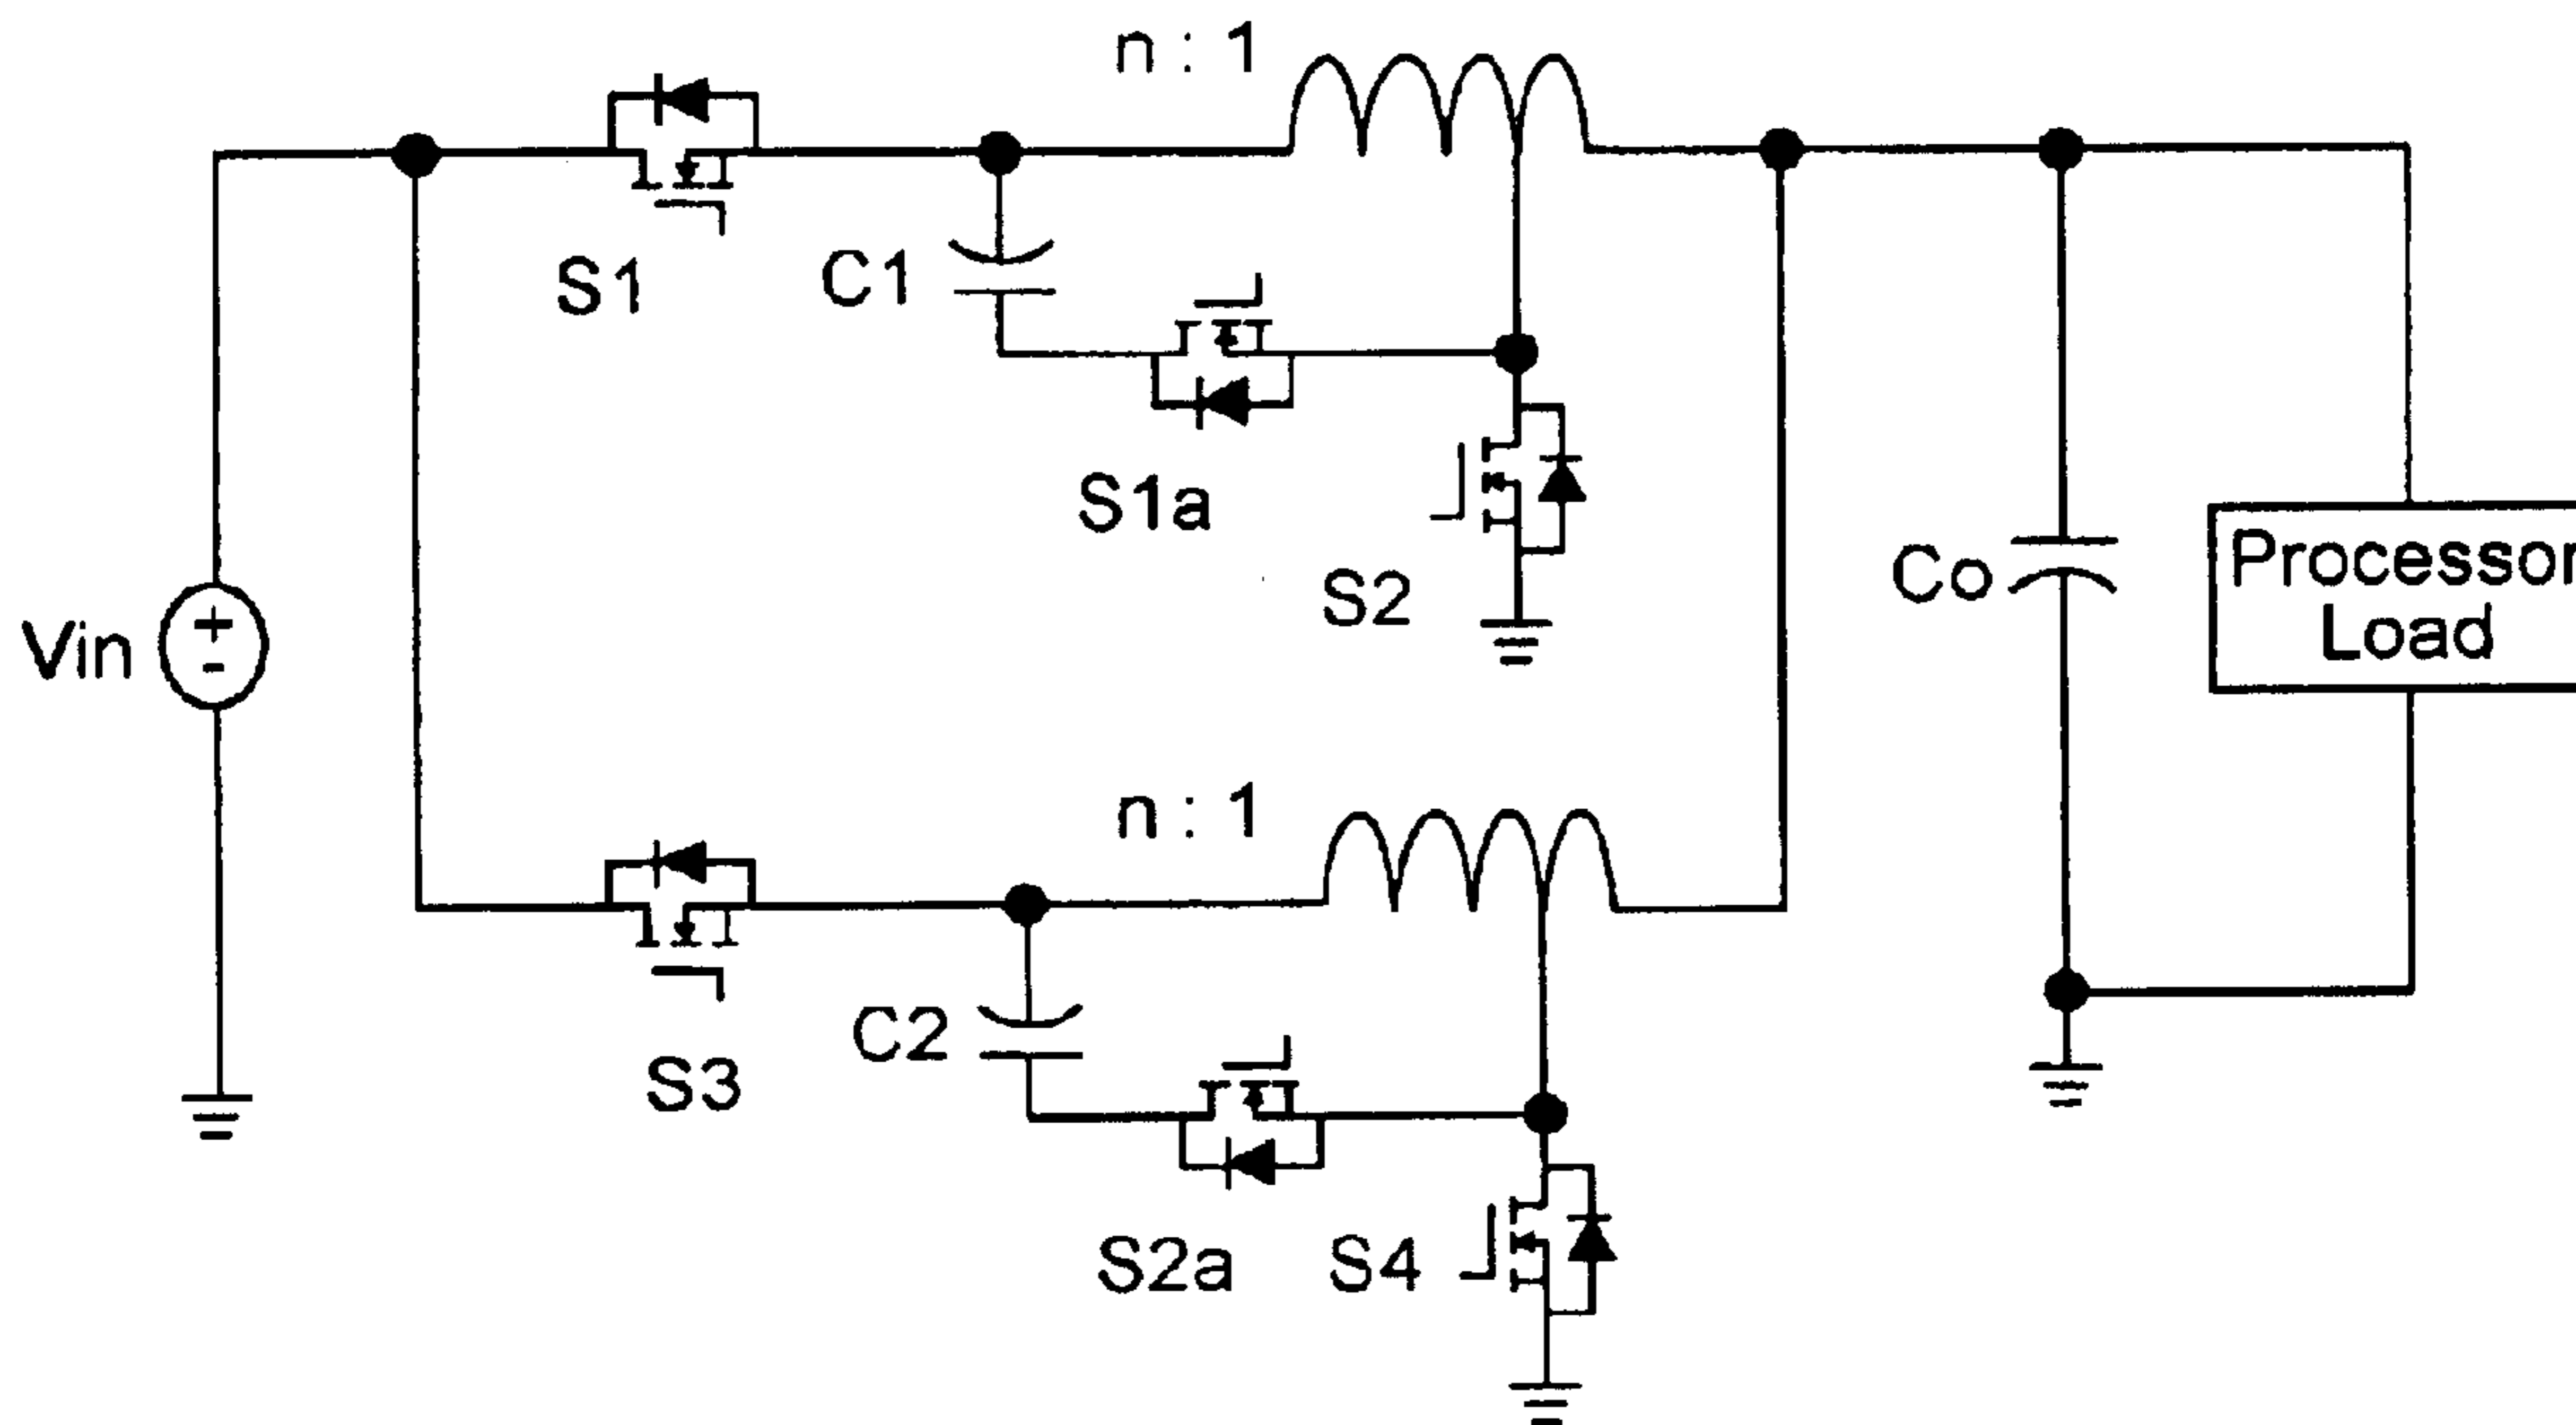 n : 1
S1
C1
S1a
S2
Vin
+
-
Co
Processor
Load
n : 1
S3
C2
S2a
S4